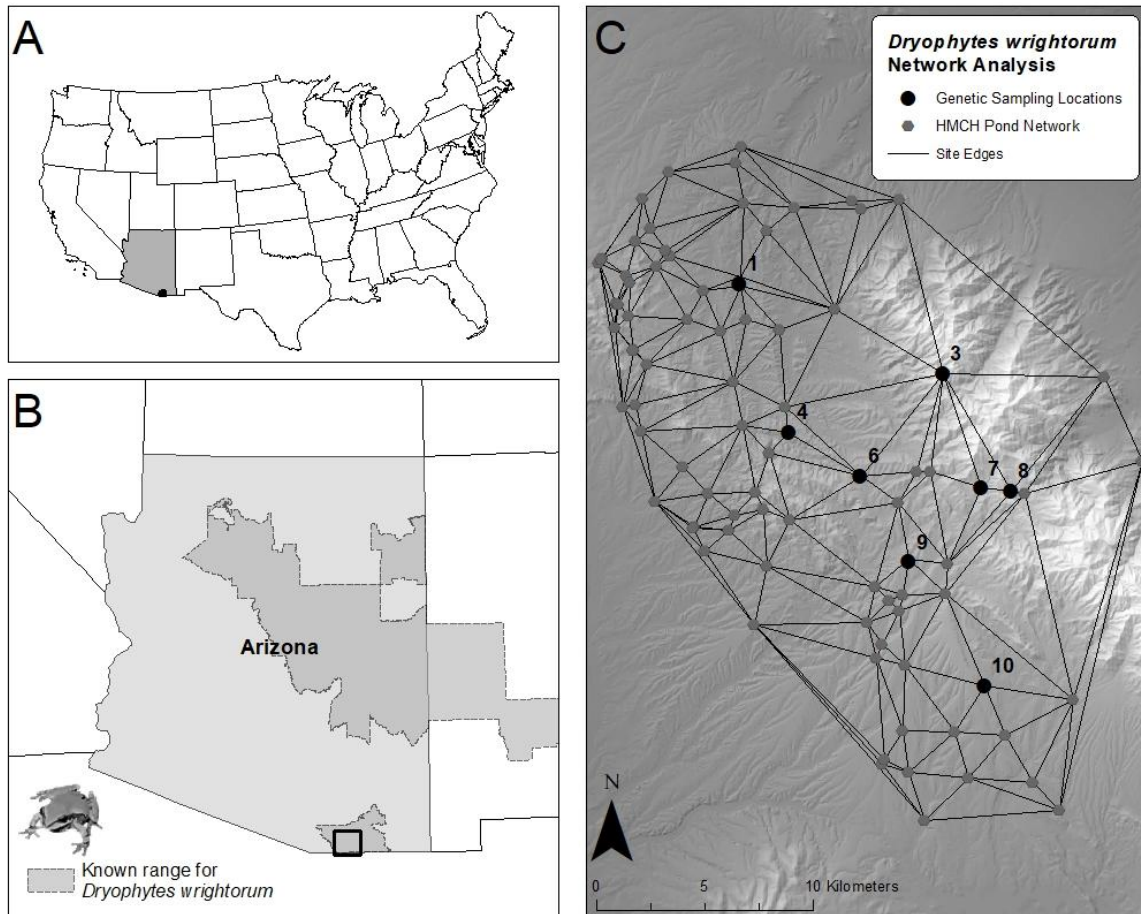 A
B
Arizona
Known range for
Dryophytes wrightorum
C
Dryophytes wrightorum
Network Analysis
Genetic Sampling Locations
HMCH Pond Network
Site Edges
1
3
4
6
7
8
9
10
N
0 5 10 Kilometers